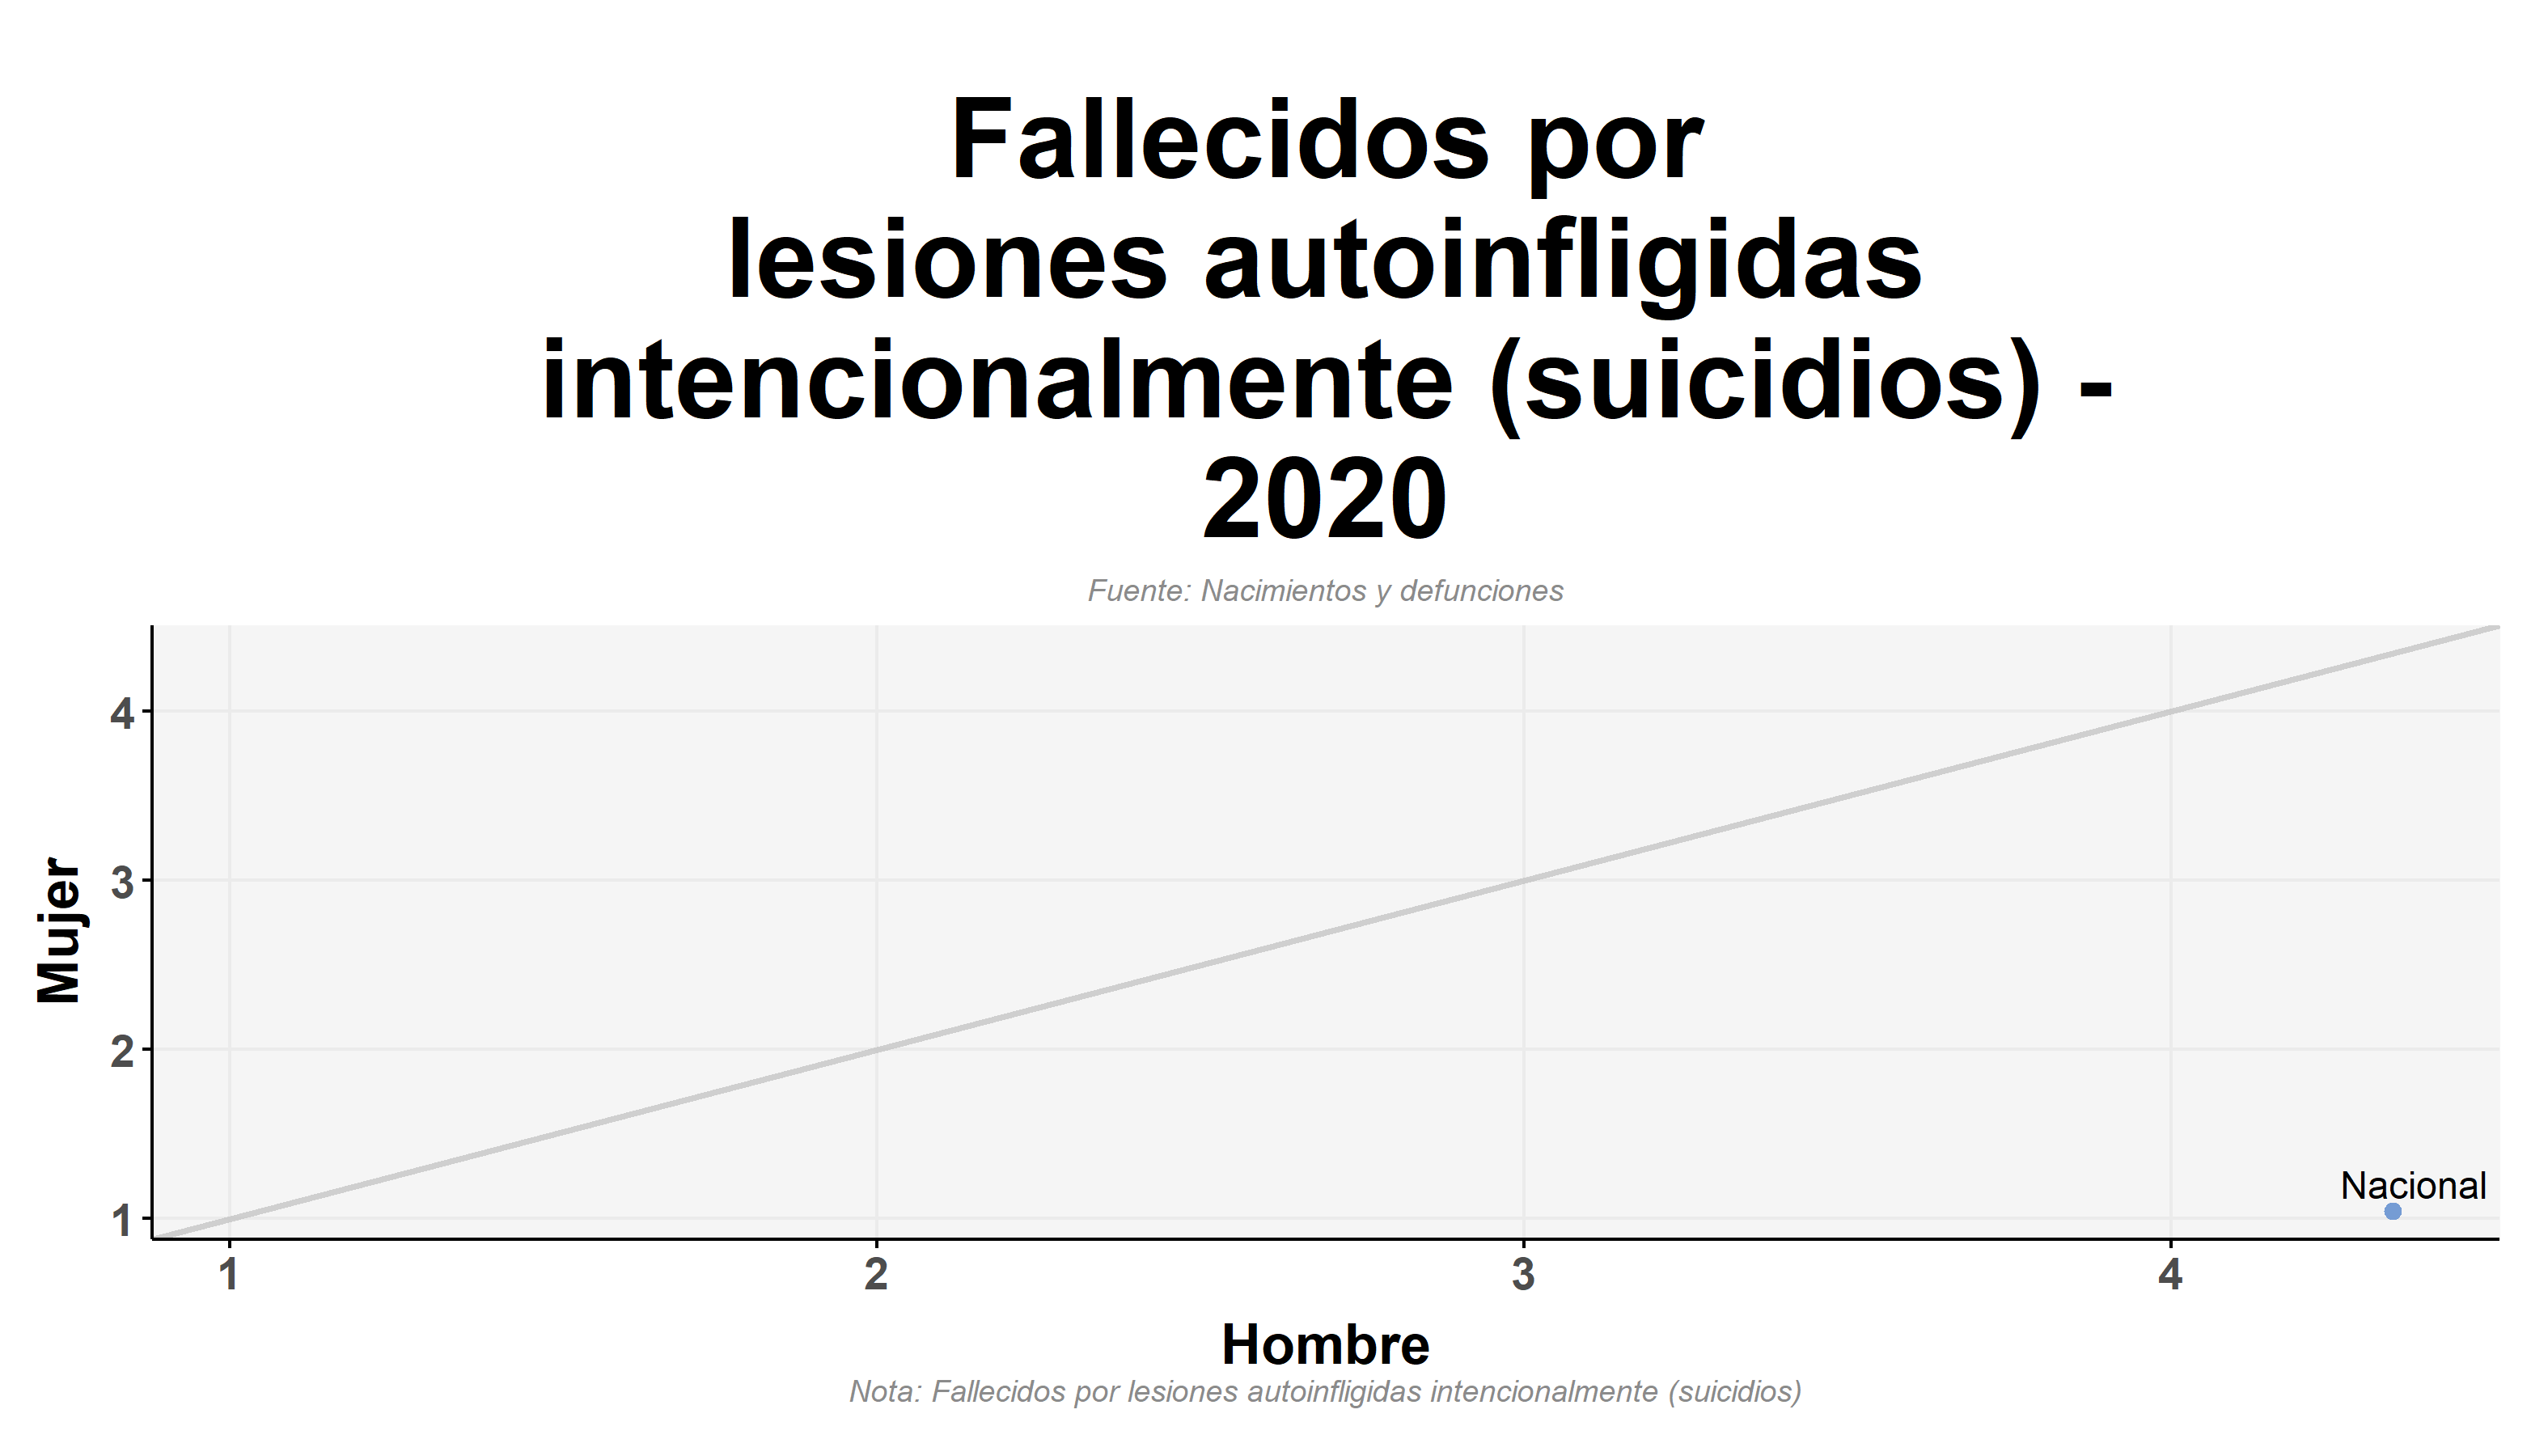 Fallecidos por
lesiones autoinfligidas
intencionalmente (suicidios) -
2020
Fuente: Nacimientos y defunciones
Mujer
4
3
2
1
Nacional
1 2 3 4
Hombre
Nota: Fallecidos por lesiones autoinfligidas intencionalmente (suicidios)